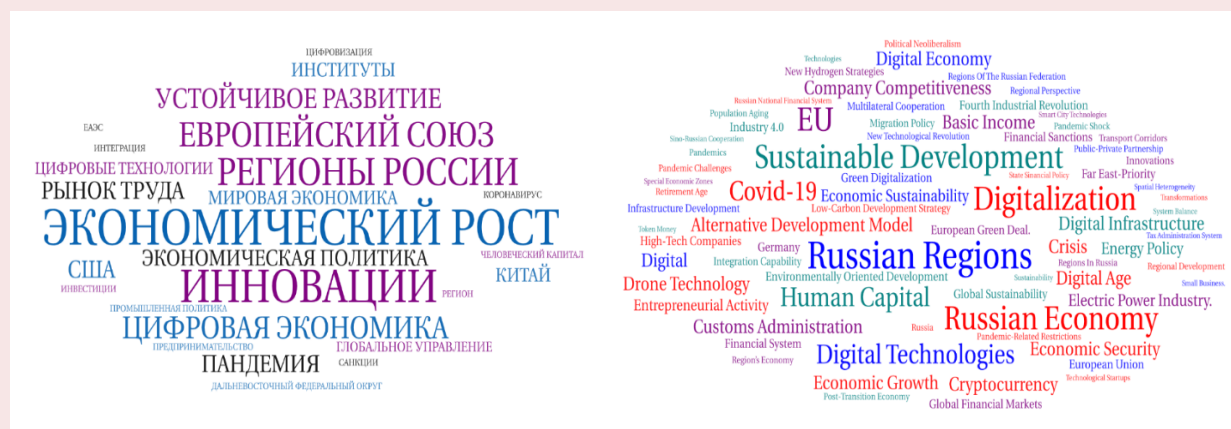 ЦИФРОВИЗАЦИЯ
ИНСТИТУТЫ
УСТОЙЧИВОЕ РАЗВИТИЕ
ЕАЭС
ЕВРОПЕЙСКИЙ СОЮЗ
ИНТЕГРАЦИЯ
ЦИФРОВЫЕ ТЕХНОЛОГИИ
РЕГИОНЫ РОССИИ
РЫНОК ТРУДА
МИРОВАЯ ЭКОНОМИКА
КОРОНАВИРУС
ЭКОНОМИЧЕСКИЙ РОСТ
ЭКОНОМИЧЕСКАЯ ПОЛИТИКА
ЧЕЛОВЕЧЕСКИЙ КАПИТАЛ
США
КИТАЙ
ИННОВАЦИИ
ИНВЕСТИЦИИ
РЕГИОН
ПРОМЫШЛЕННАЯ ПОЛИТИКА
ЦИФРОВАЯ ЭКОНОМИКА
ПРЕДПРИНИМАТЕЛЬСТВО
ГЛОБАЛЬНОЕ УПРАВЛЕНИЕ
ПАНДЕМИЯ
САНКЦИИ
ДАЛЬНЕВОСТОЧНЫЙ ФЕДЕРАЛЬНЫЙ ОКРУГ
Political Neoliberalism
Technologies
Digital Economy
New Hydrogen Strategies
Regions Of The Russian Federation
Company Competitiveness
Regional Perspective
Russian National Financial System
Multilateral Cooperation
Fourth Industrial Revolution
Population Aging
EU
Smart City Technologies
Industry 4.0
Migration Policy
Basic Income
Pandemic Shock
Sino-Russian Cooperation
New Technological Revolution
Financial Sanctions
Transport Corridors
Pandemics
Public-Private Partnership
Sustainable Development
Innovations
Pandemic Challenges
Green Digitalization
State Financial Policy
Far East-Priority
Special Economic Zones
Covid-19
Economic Sustainability
Digitalization
Spatial Heterogeneity
Retirement Age
Transformations
Infrastructure Development
Low-Carbon Development Strategy
System Balance
Token Money
Alternative Development Model
European Green Deal.
Digital Infrastructure
Tax Administration System
High-Tech Companies
Germany
Russian Regions
Crisis
Energy Policy
Digital
Integration Capability
Regions In Russia
Regional Development
Drone Technology
Environmentally Oriented Development
Sustainability
Digital Age
Small Business.
Entrepreneurial Activity
Human Capital
Global Sustainability
Electric Power Industry.
Customs Administration
Russia
Russian Economy
Financial System
Pandemic-Related Restrictions
Region's Economy
Digital Technologies
Economic Security
European Union
Economic Growth
Cryptocurrency
Technological Startups
Post-Transition Economy
Global Financial Markets